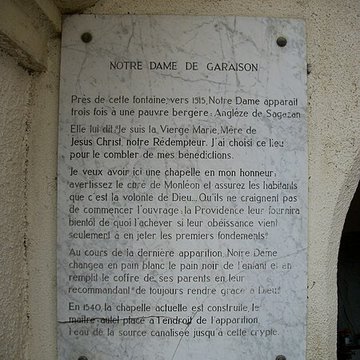 NOTRE DAME DE GARAISON
Près de cette fontaine, vers 1515, Notre Dame apparaît
trois fois à une pauvre bergère : Anglèze de Sagazan
Elle lui dit "Je suis la Vierge Marie, Mère de
Jésus Christ, notre Rédempteur. J'ai choisi ce lieu
pour le combler de mes bénédictions.
Je veux avoir ici une chapelle en mon honneur:
avertissez le curé de Monléon et assurez les habitants
que c'est la volonté de Dieu... Qu'ils ne craignent pas
de commencer l'ouvrage: la Providence leur fournira
bientôt de quoi l'achever si leur obéissance vient
seulement à en jeter les premiers fondements"
Au cours de la dernière apparition, Notre Dame
changea en pain blanc le pain noir de l'enfant et en
remplit le coffre de ses parents en leur
recommandant "de toujours rendre grâce à Dieu".
En 1540, la chapelle actuelle est construite, le
maître autel placé à l'endroit de l'apparition,
l'eau de la source canalisée jusqu'à cette crypte.